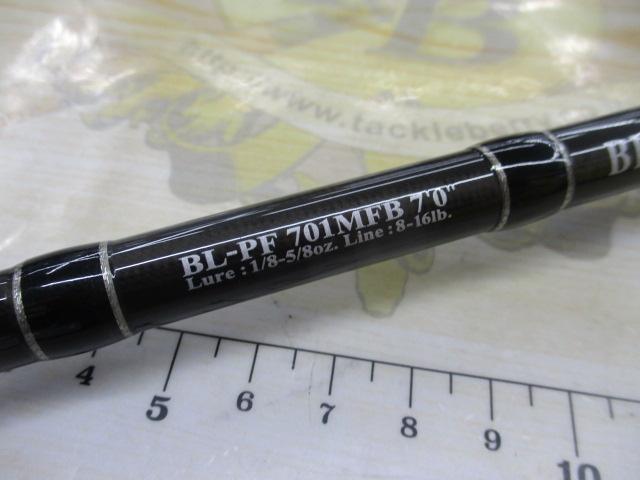 B
http://www.tackleberry
BL-PF 701MFB 7'0"
Lure : 1/8-5/8oz. Line : 8-16lb.
4 5 6 7 8 9 10